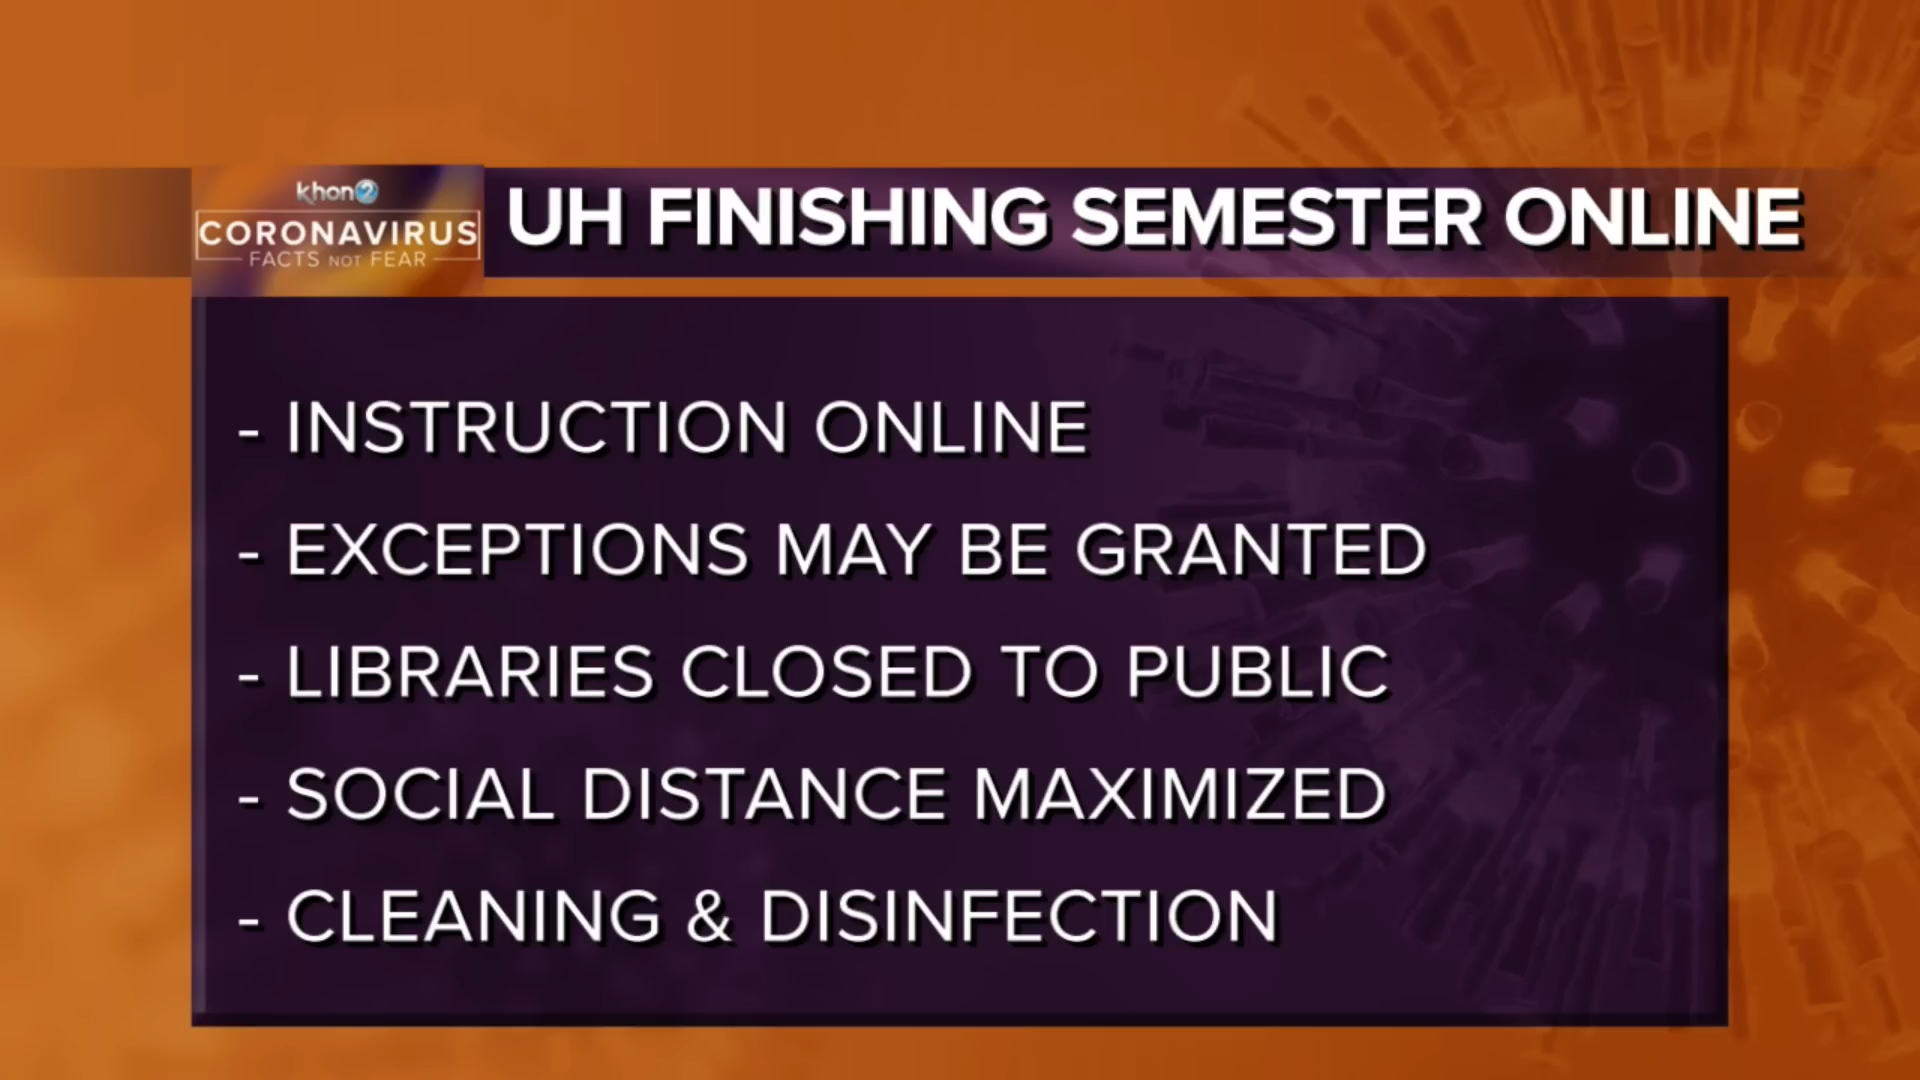 khon2
CORONAVIRUS
FACTS NOT FEAR
UH FINISHING SEMESTER ONLINE
- INSTRUCTION ONLINE
- EXCEPTIONS MAY BE GRANTED
- LIBRARIES CLOSED TO PUBLIC
- SOCIAL DISTANCE MAXIMIZED
- CLEANING & DISINFECTION